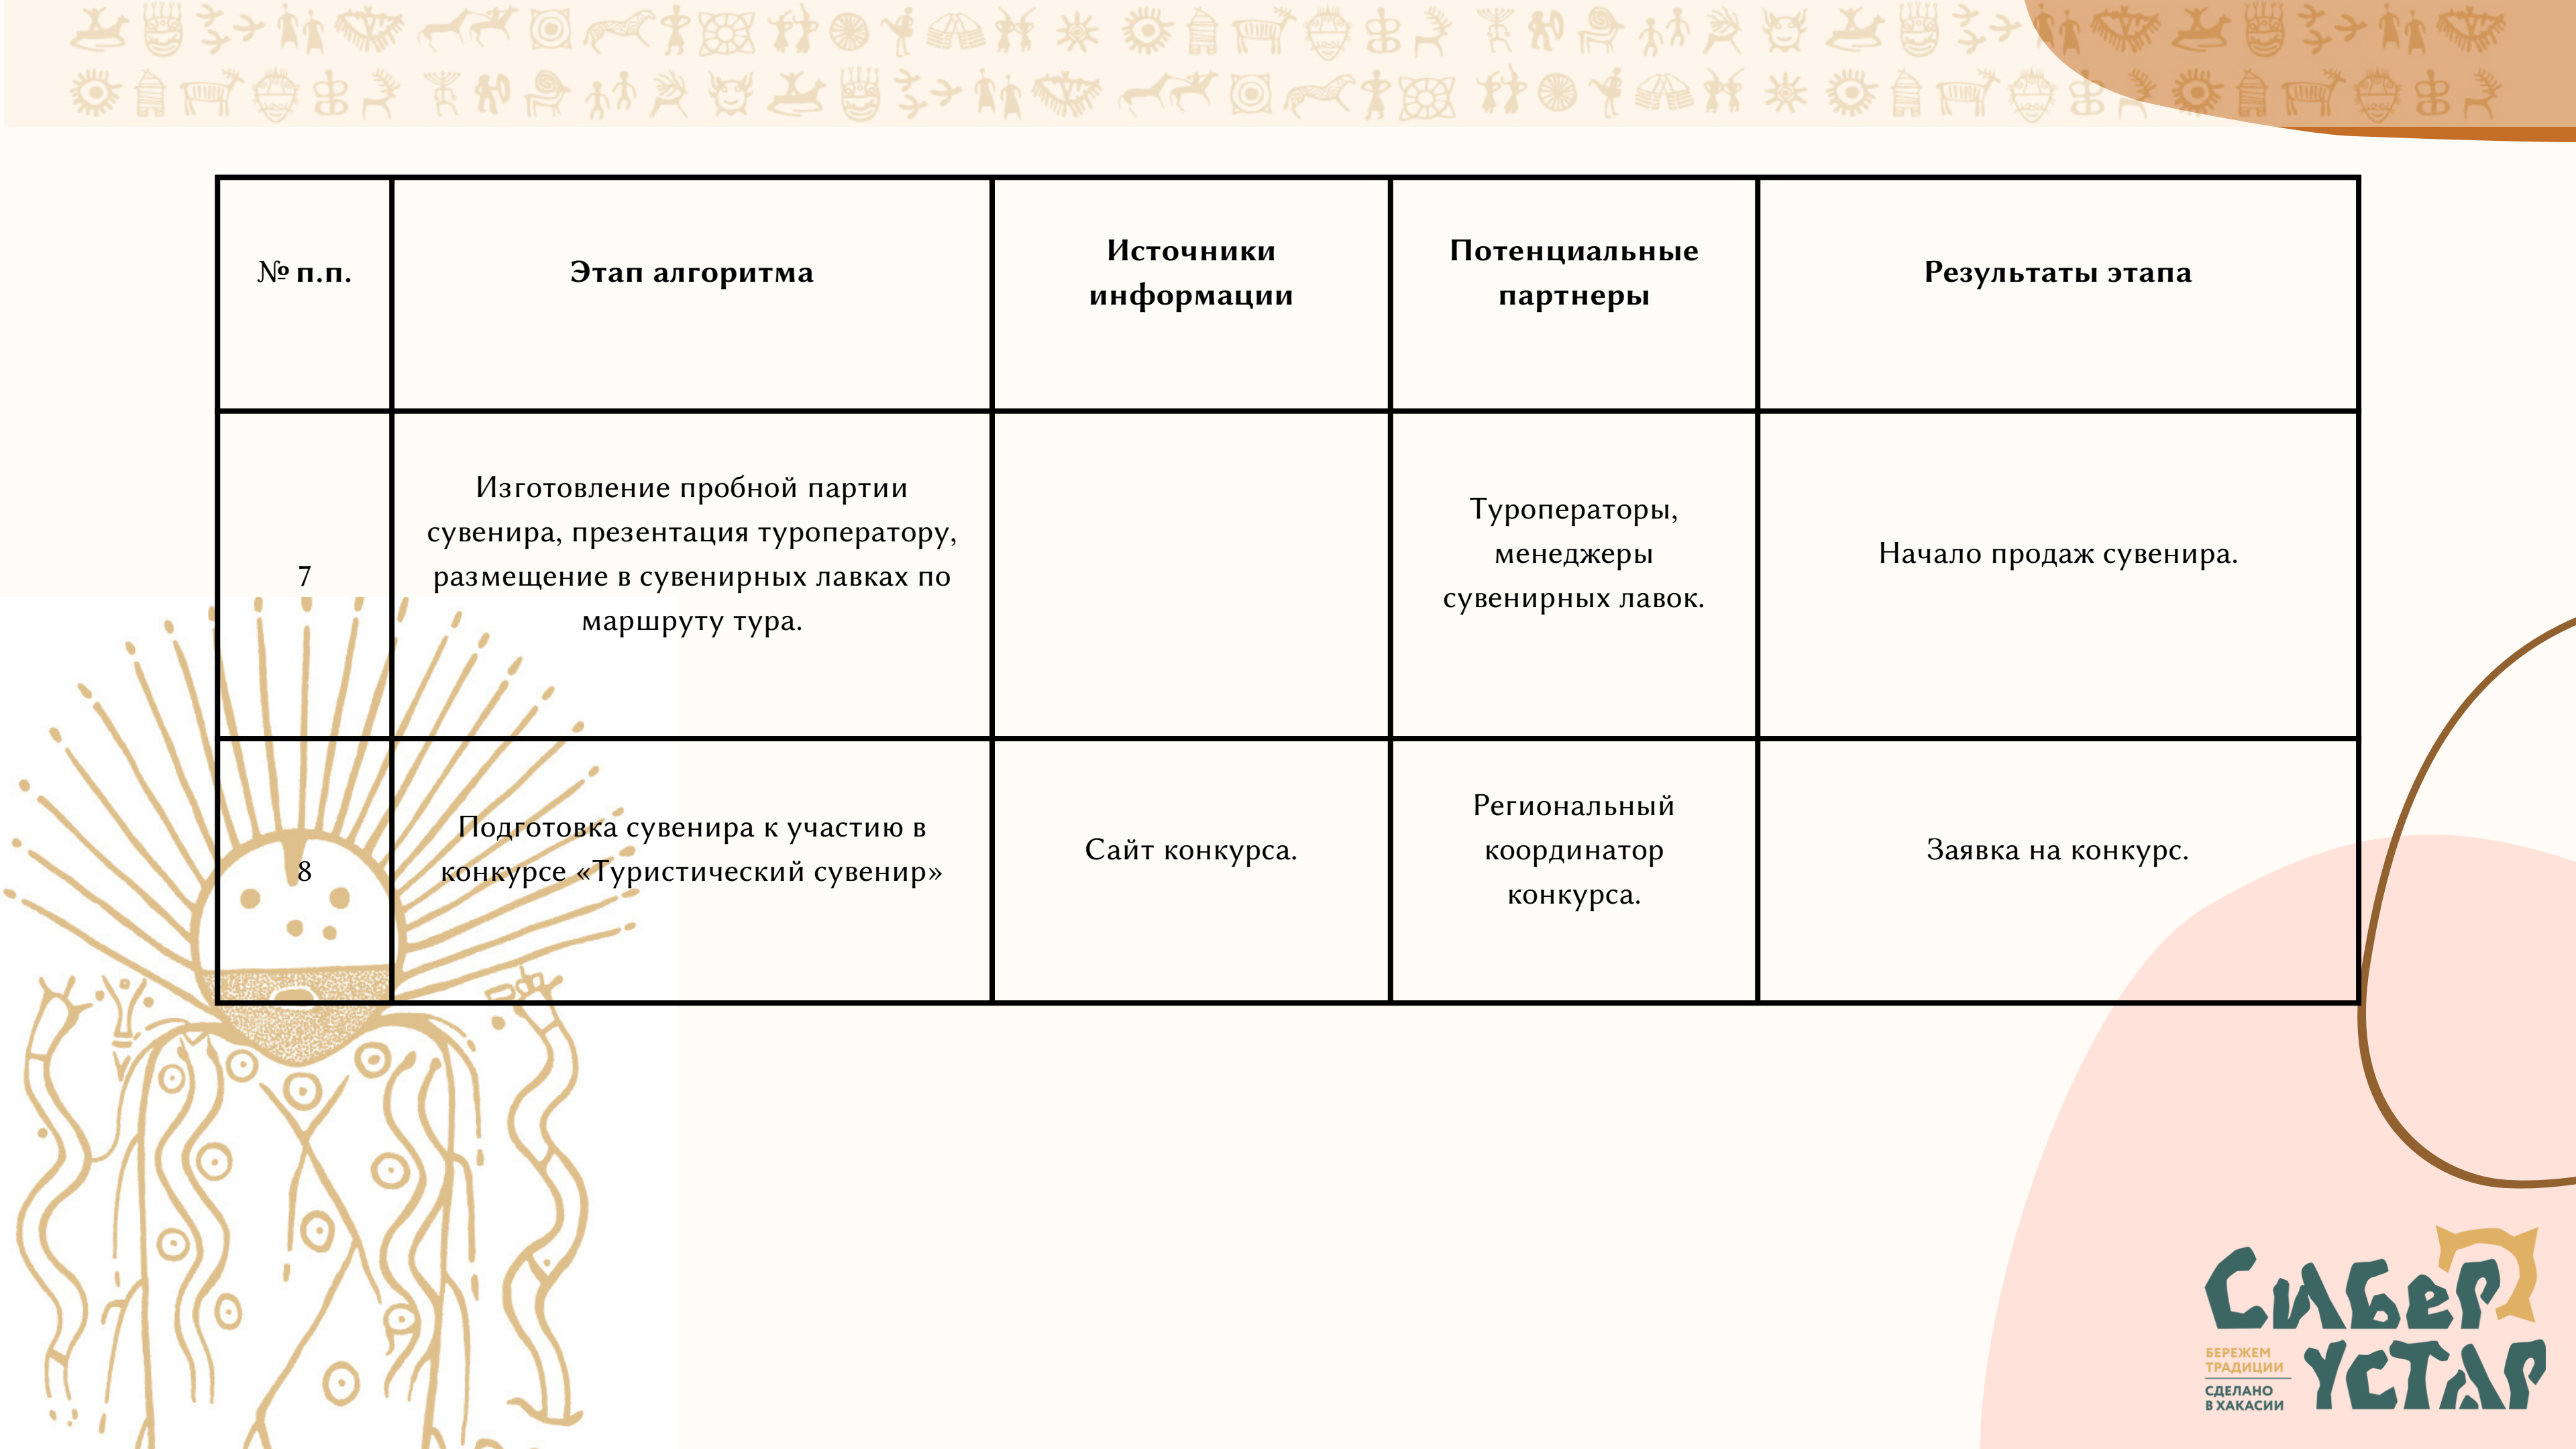 № п.п.
Этап алгоритма
Источники
информации
Потенциальные
партнеры
Результаты этапа
7
Изготовление пробной партии
сувенира, презентация туроператору,
размещение в сувенирных лавках по
маршруту тура.
Туроператоры,
менеджеры
сувенирных лавок.
Начало продаж сувенира.
8
Подготовка сувенира к участию в
конкурсе «Туристический сувенир»
Сайт конкурса.
Региональный
координатор
конкурса.
Заявка на конкурс.
Сибер
устар
БЕРЕЖЕМ
ТРАДИЦИИ
СДЕЛАНО
В ХАКАСИИ